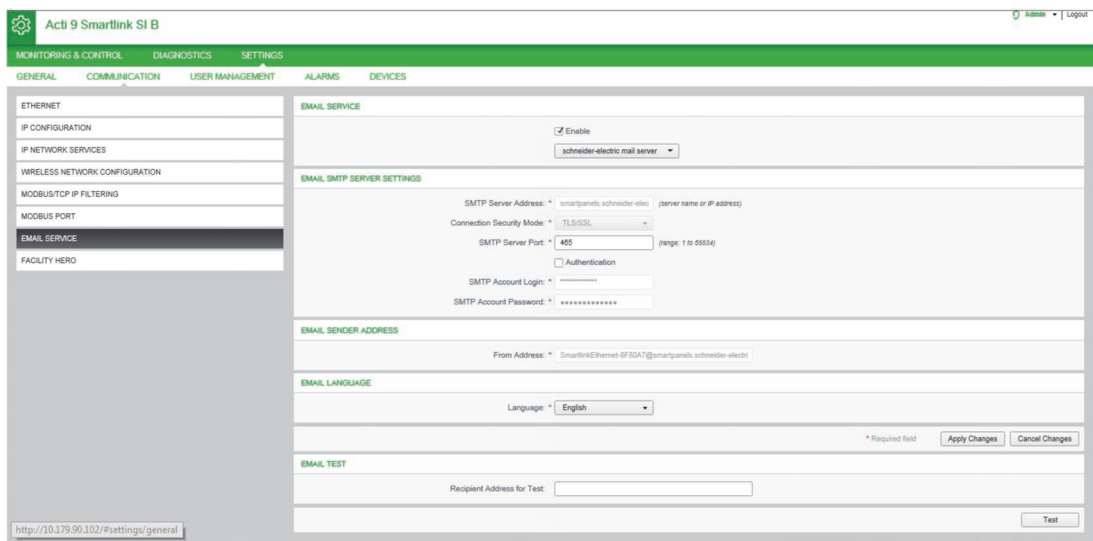 Acti 9 Smartlink SI B
Admin | Logout
MONITORING & CONTROL DIAGNOSTICS SETTINGS
GENERAL COMMUNICATION USER MANAGEMENT ALARMS DEVICES
ETHERNET
IP CONFIGURATION
IP NETWORK SERVICES
WIRELESS NETWORK CONFIGURATION
MODBUS/TCP IP FILTERING
MODBUS PORT
EMAIL SERVICE
FACILITY HERO
EMAIL SERVICE
Enable
schneider-electric mail server
EMAIL SMTP SERVER SETTINGS
SMTP Server Address: * smartpanels.schneider-elec (server name or IP address)
Connection Security Mode: * TLS/SSL
SMTP Server Port: * 465 (range: 1 to 65534)
Authentication
SMTP Account Login: * *************
SMTP Account Password: * •••••••••••••
EMAIL SENDER ADDRESS
From Address: * SmartlinkEthernet-5F80A7@smartpanels.schneider-electri
EMAIL LANGUAGE
Language: * English
* Required field Apply Changes Cancel Changes
EMAIL TEST
Recipient Address for Test:
Test
http://10.179.90.102/#settings/general